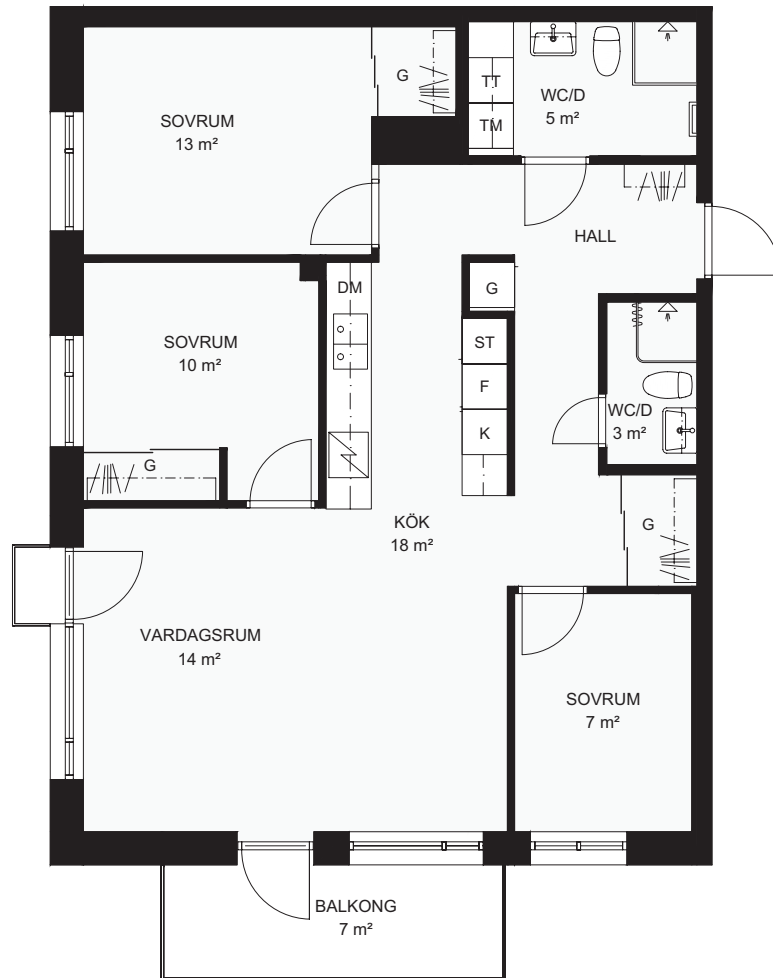 G
SOVRUM
13 m²
TT
TM
WC/D
5 m²
HALL
DM
G
SOVRUM
10 m²
ST
F
K
WC/D
3 m²
G
KÖK
18 m²
G
VARDAGSRUM
14 m²
SOVRUM
7 m²
BALKONG
7 m²